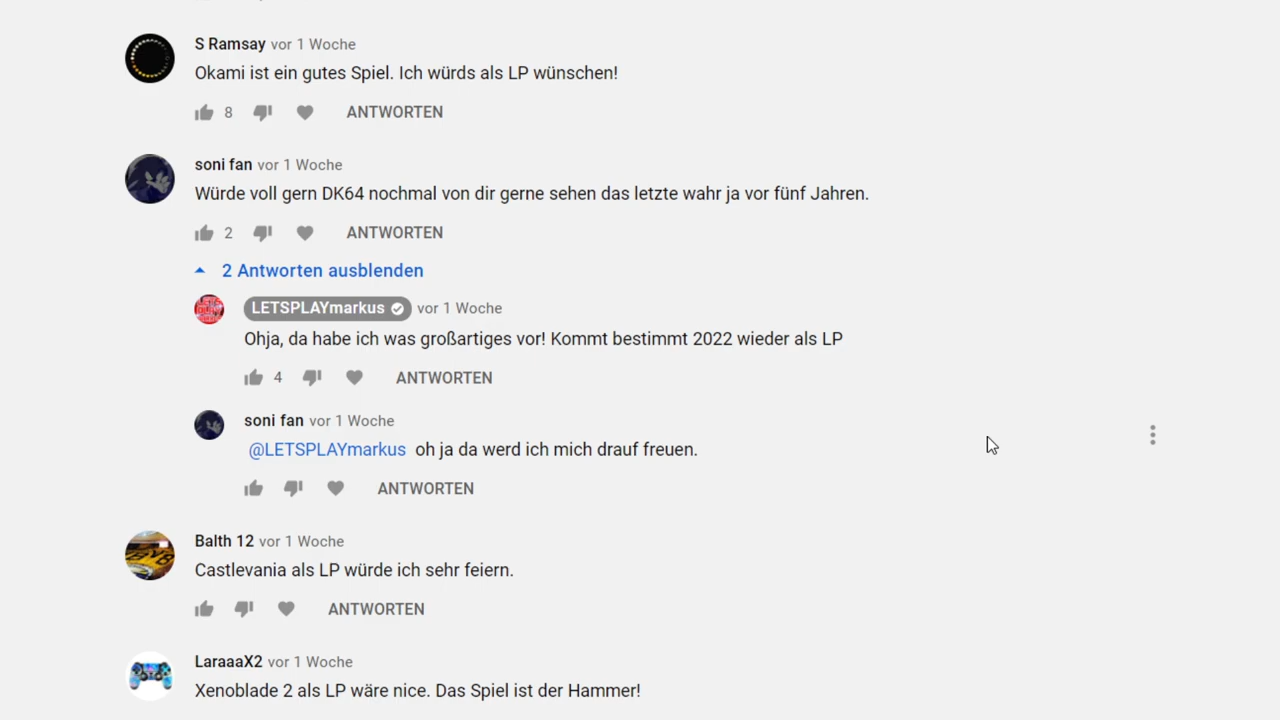 S Ramsay vor 1 Woche
Okami ist ein gutes Spiel. Ich würds als LP wünschen!
8 ANTWORTEN
soni fan vor 1 Woche
Würde voll gern DK64 nochmal von dir gerne sehen das letzte wahr ja vor fünf Jahren.
2 ANTWORTEN
2 Antworten ausblenden
LETSPLAYmarkus vor 1 Woche
Ohja, da habe ich was großartiges vor! Kommt bestimmt 2022 wieder als LP
4 ANTWORTEN
soni fan vor 1 Woche
@LETSPLAYmarkus oh ja da werd ich mich drauf freuen.
ANTWORTEN
Balth 12 vor 1 Woche
Castlevania als LP würde ich sehr feiern.
ANTWORTEN
LaraaaX2 vor 1 Woche
Xenoblade 2 als LP wäre nice. Das Spiel ist der Hammer!